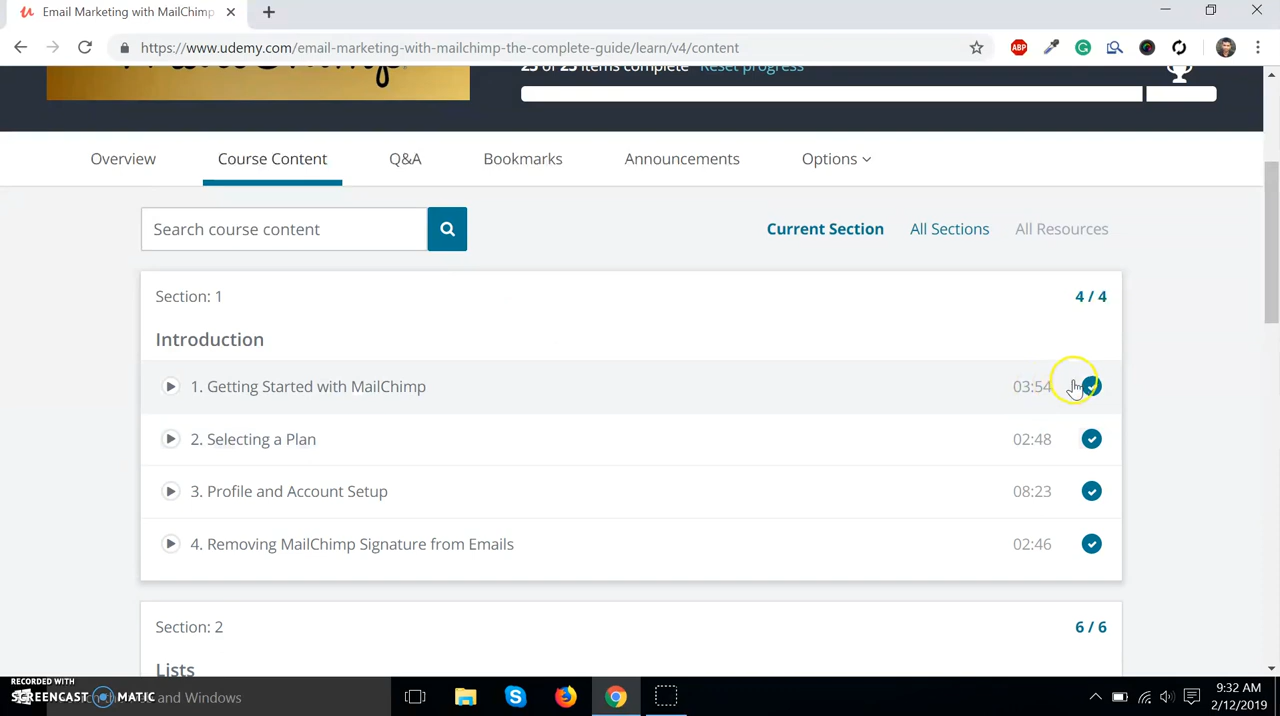 Email Marketing with MailChimp
https://www.udemy.com/email-marketing-with-mailchimp-the-complete-guide/learn/v4/content
ABP
MailChimp
25 of 25 items complete Reset progress
Overview Course Content Q&A Bookmarks Announcements Options
Search course content
Current Section All Sections All Resources
Section: 1 4 / 4
Introduction
1. Getting Started with MailChimp 03:54
2. Selecting a Plan 02:48
3. Profile and Account Setup 08:23
4. Removing MailChimp Signature from Emails 02:46
Section: 2 6 / 6
Lists
RECORDED WITH
SCREENCAST MATIC
and Windows
9:32 AM
2/12/2019